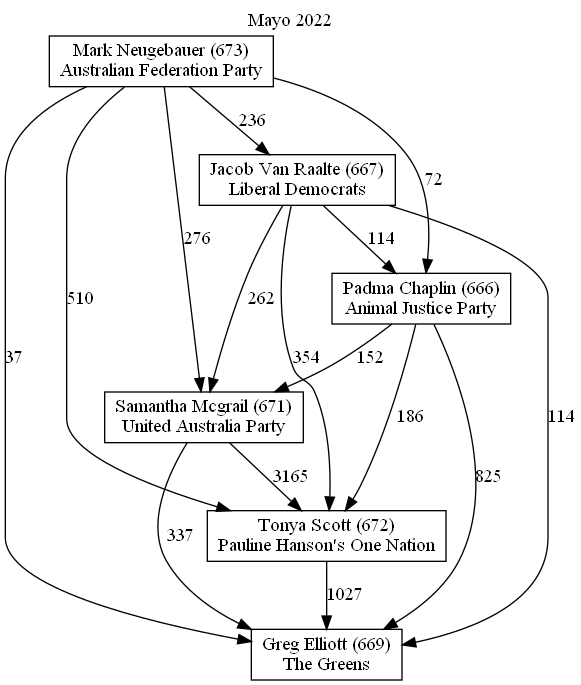 Mayo 2022
Mark Neugebauer (673)
Australian Federation Party
236
Jacob Van Raalte (667)
Liberal Democrats
72
276
114
510
262
Padma Chaplin (666)
Animal Justice Party
37
354
152
114
Samantha Mcgrail (671)
United Australia Party
186
3165
825
Tonya Scott (672)
Pauline Hanson's One Nation
337
1027
Greg Elliott (669)
The Greens